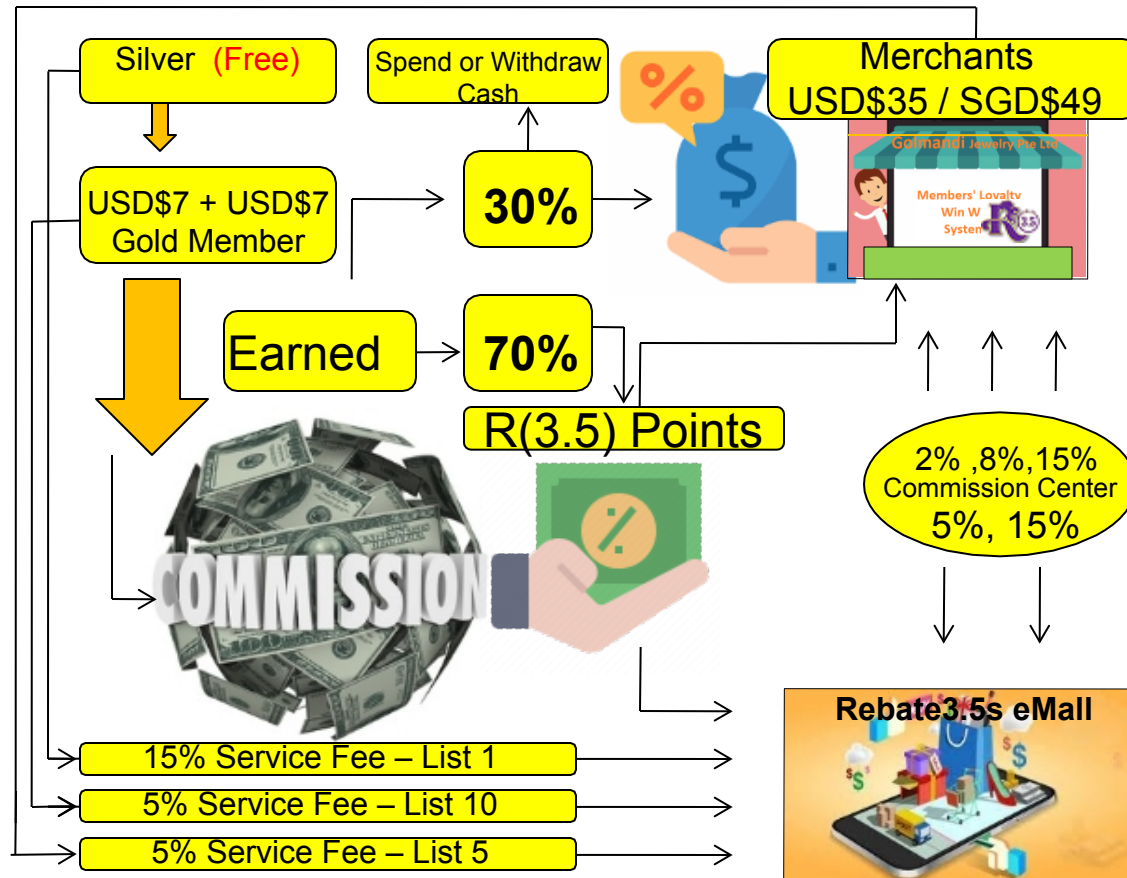 Silver (Free)
Spend or Withdraw
Cash
Merchants
USD$35 / SGD$49
%
$
Golmandi Jewelry Pte Ltd
Members' Loyalty
Win W
System
R 3.5
USD$7 + USD$7
Gold Member
30%
Earned
70%
R(3.5) Points
2% ,8%,15%
Commission Center
5%, 15%
COMMISSION
%
Rebate3.5s eMall
15% Service Fee – List 1
5% Service Fee – List 10
5% Service Fee – List 5